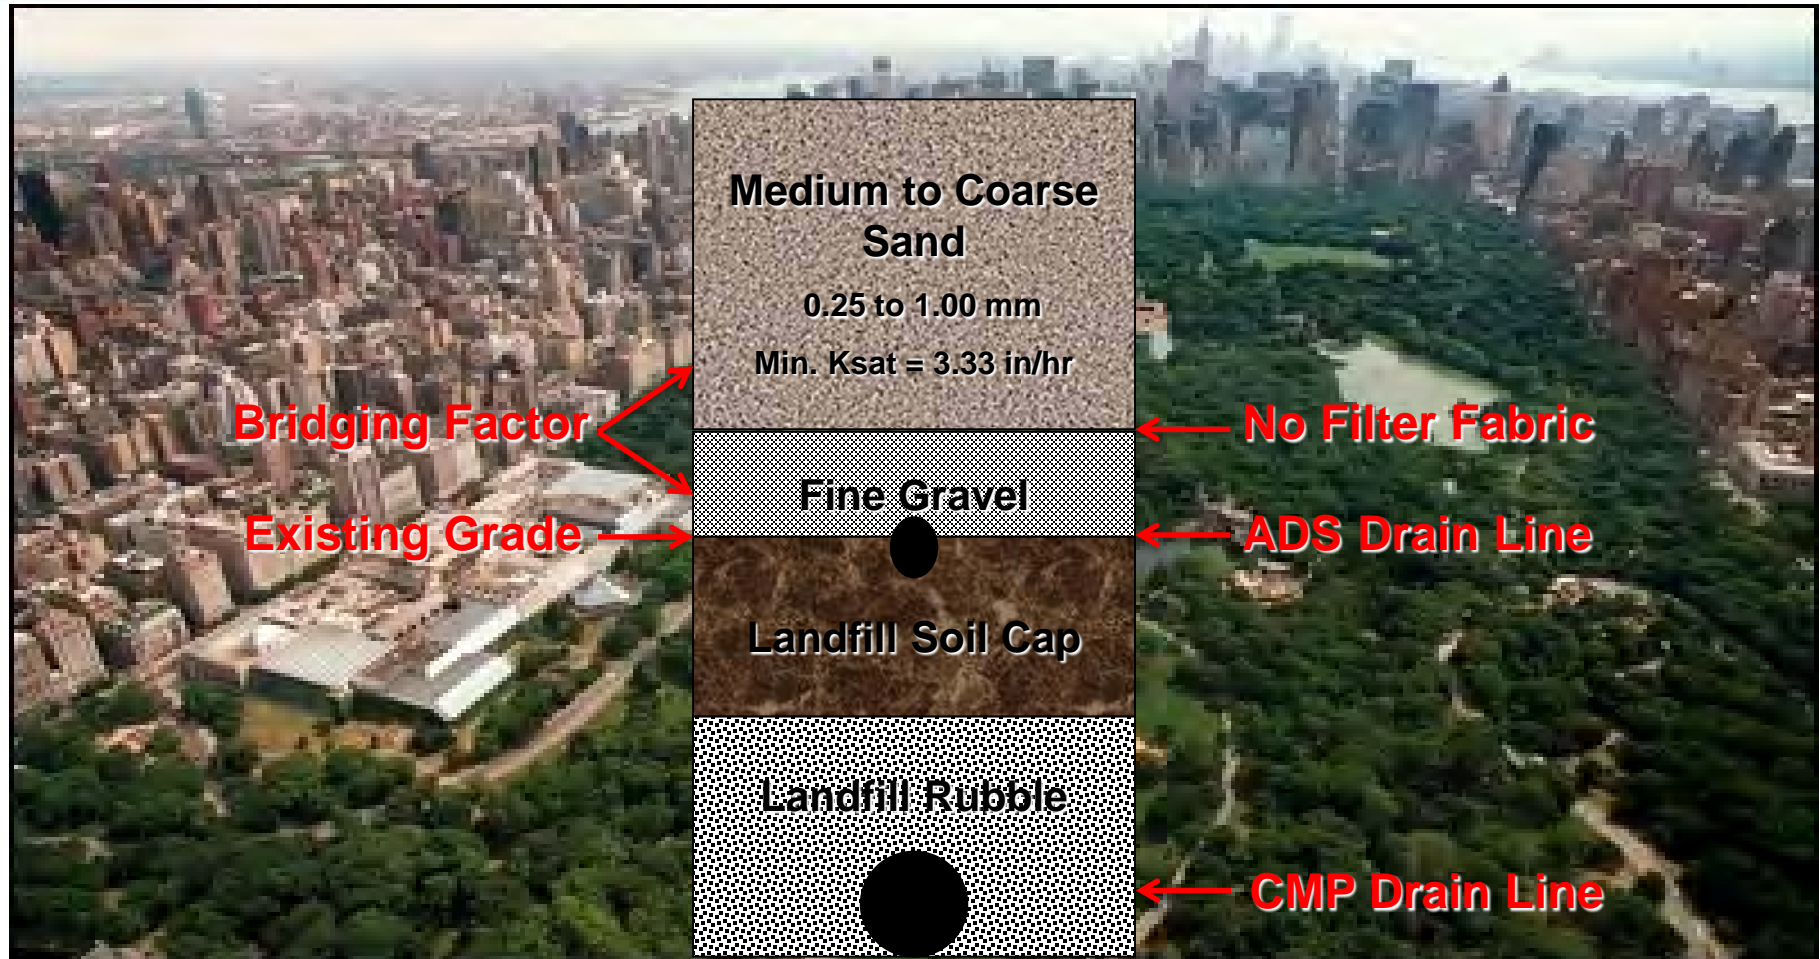 Medium to Coarse
Sand
0.25 to 1.00 mm
Min. Ksat = 3.33 in/hr
Bridging Factor
No Filter Fabric
Fine Gravel
Existing Grade
ADS Drain Line
Landfill Soil Cap
Landfill Rubble
CMP Drain Line